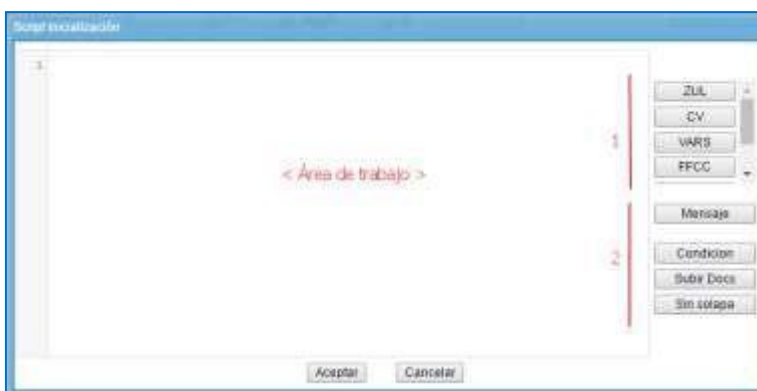 Script inicialización
1
ZUL
CV
1
VARS
FFCC
< Área de trabajo >
Mensaje
2
Condicion
Subir Docs
Sin solapa
Aceptar
Cancelar